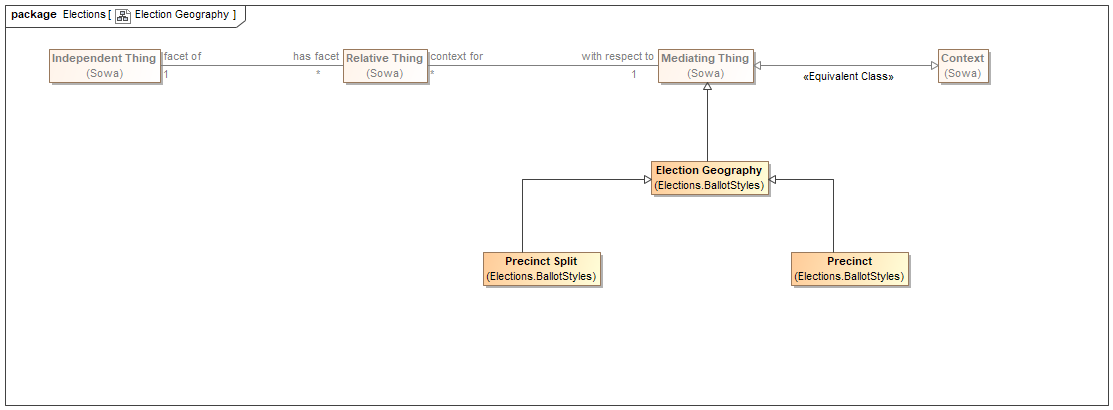 package Elections [ Election Geography ]
Independent Thing
(Sowa)
facet of
1
has facet
*
Relative Thing
(Sowa)
context for
*
with respect to
1
Mediating Thing
(Sowa)
«Equivalent Class»
Context
(Sowa)
Election Geography
(Elections.BallotStyles)
Precinct Split
(Elections.BallotStyles)
Precinct
(Elections.BallotStyles)